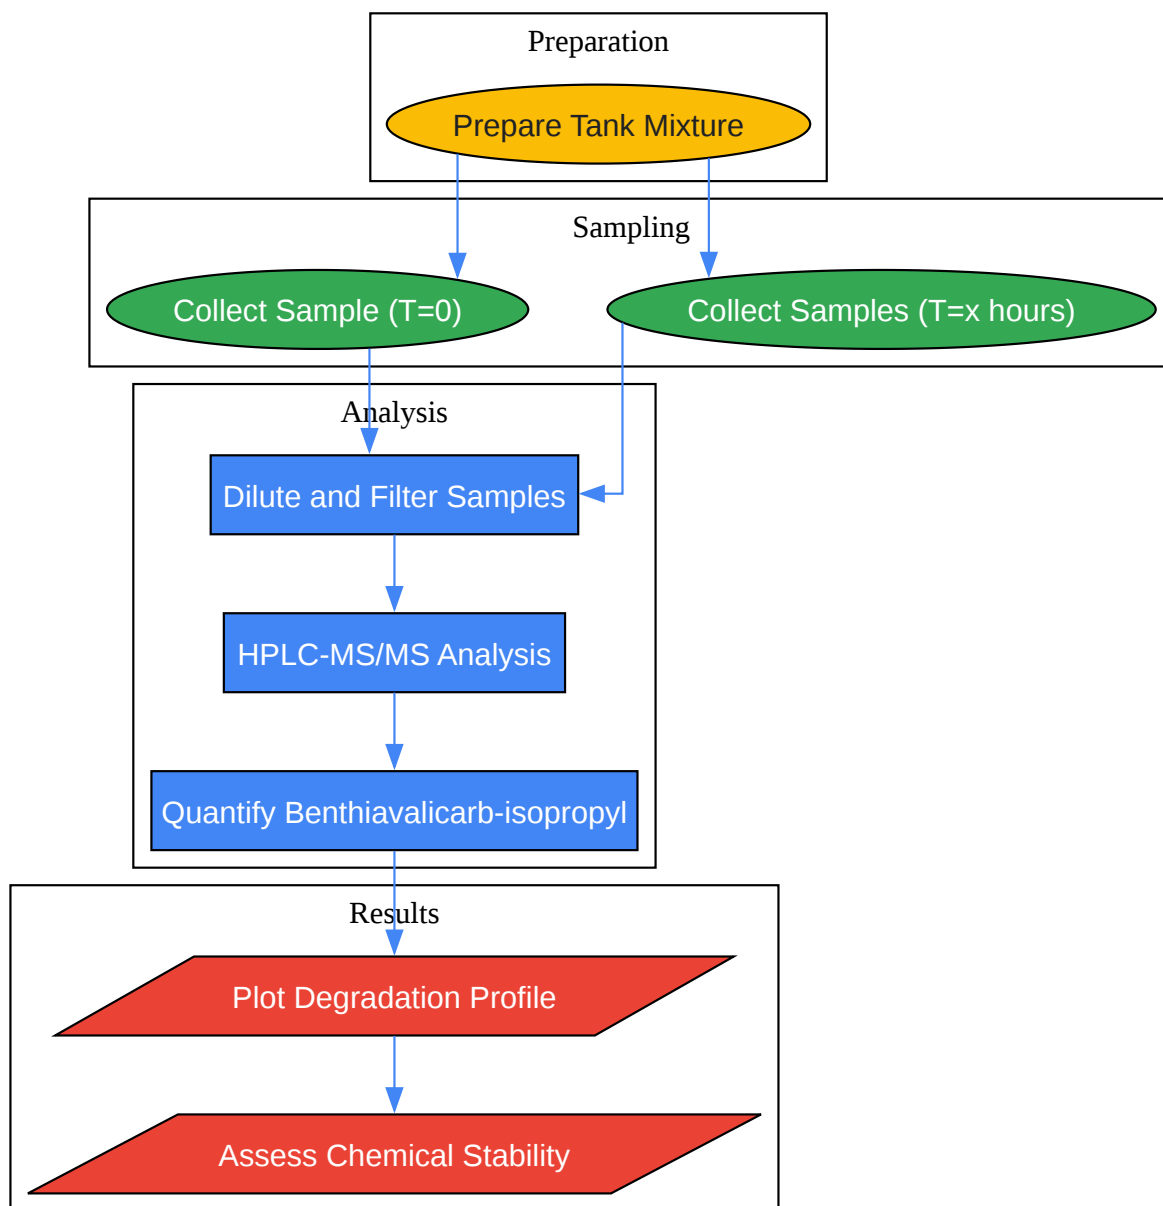 Preparation
Prepare Tank Mixture
Sampling
Collect Sample (T=0)
Collect Samples (T=x hours)
Analysis
Dilute and Filter Samples
HPLC-MS/MS Analysis
Quantify Benthiavalicarb-isopropyl
Results
Plot Degradation Profile
Assess Chemical Stability